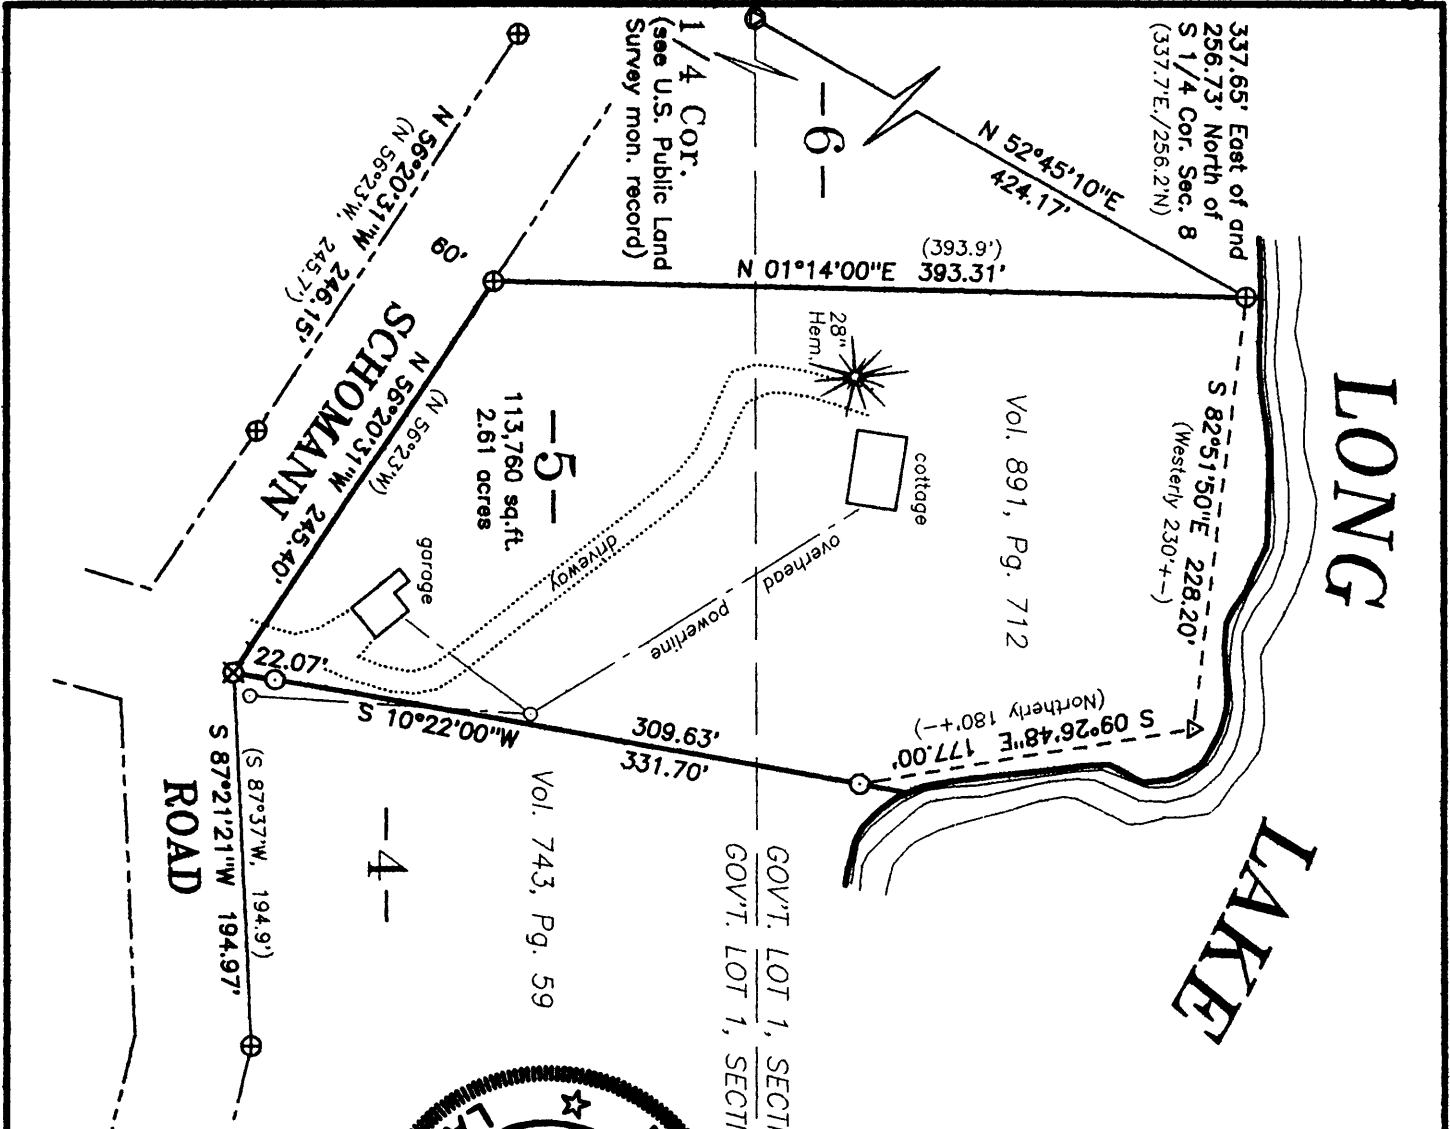 337.65' East of and
256.73' North of
S 1/4 Cor. Sec. 8
(337.7'E./256.2'N)
LONG
LAKE
N 52°45'10"E
424.17'
-6-
1/4 Cor.
(see U.S. Public Land
Survey mon. record)
(393.9')
N 01°14'00"E 393.31'
S 82°51'50"E 228.20'
(Westerly 230'+-)
28"
Hem.
Vol. 891, Pg. 712
cottage
overhead
powerline
driveway
garage
-5-
113,760 sq.ft.
2.61 acres
N 56°20'31"W 246.15'
(N 56°23'W, 245.7')
60'
SCHOMANN
N 56°20'31"W 245.40'
(N 56°23'W)
22.07'
S 10°22'00"W
309.63'
331.70'
S 09°26'48"E 177.00'
(Northerly 180'+-)
(S 87°37'W, 194.9')
S 87°21'21"W 194.97'
ROAD
-4-
Vol. 743, Pg. 59
GOV'T. LOT 1, SECTI
GOV'T. LOT 1, SECTI